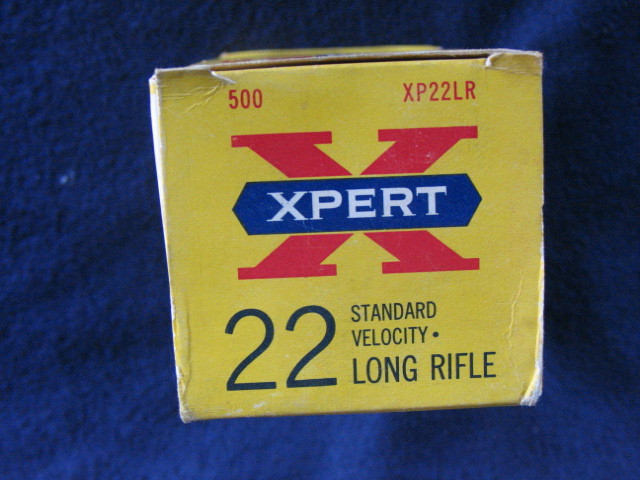 500 XP22LR
XPERT
22 STANDARD
VELOCITY•
LONG RIFLE